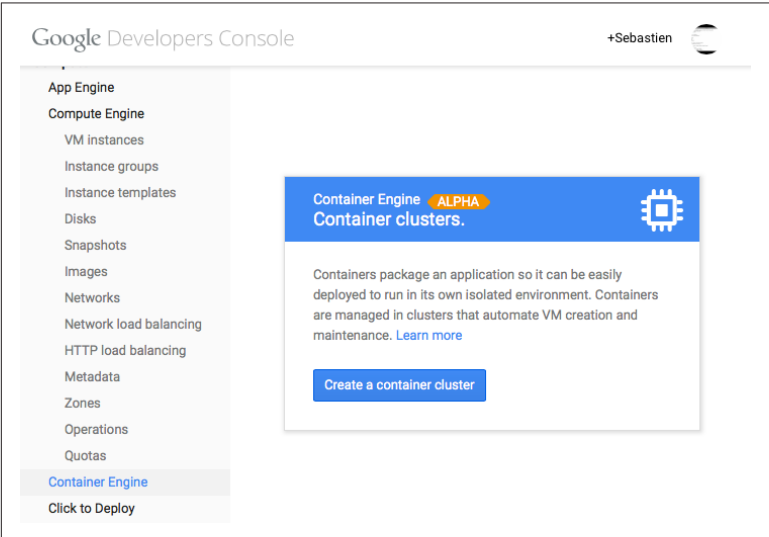 Google Developers Console
+Sebastien
App Engine
Compute Engine
VM instances
Instance groups
Instance templates
Disks
Snapshots
Images
Networks
Network load balancing
HTTP load balancing
Metadata
Zones
Operations
Quotas
Container Engine
Click to Deploy
Container Engine ALPHA
Container clusters.
Containers package an application so it can be easily
deployed to run in its own isolated environment. Containers
are managed in clusters that automate VM creation and
maintenance. Learn more
Create a container cluster